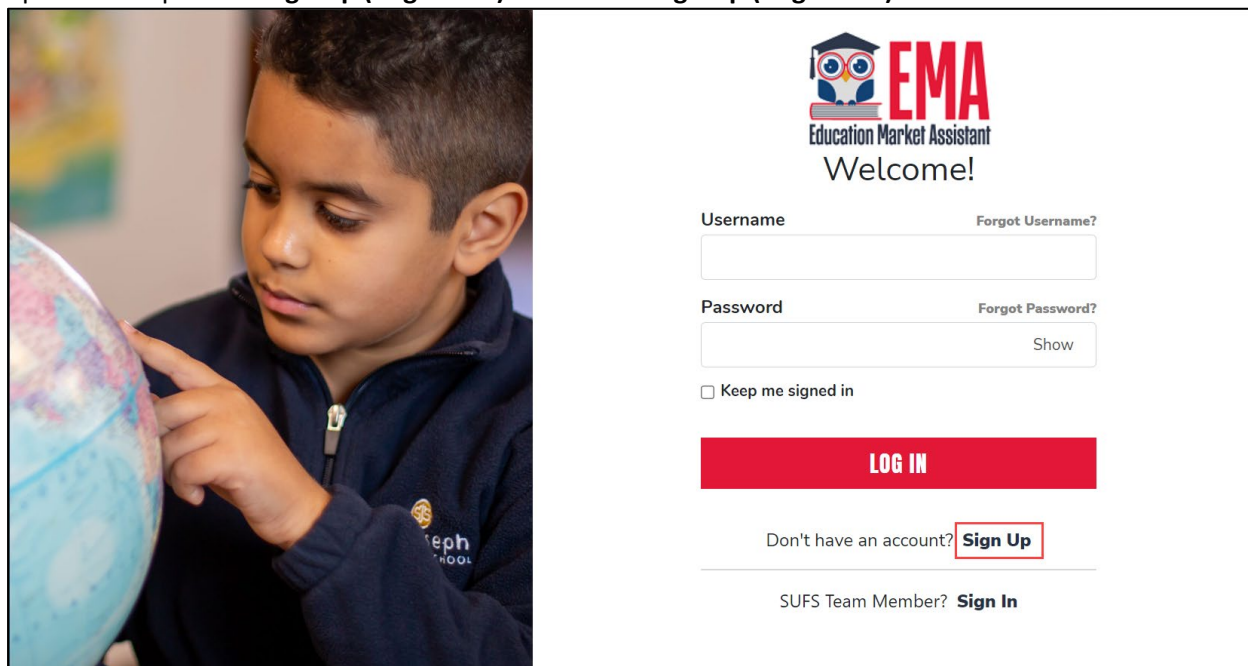 EMA
Education Market Assistant
Welcome!
Username Forgot Username?
Password Forgot Password?
Show
Keep me signed in
LOG IN
Don't have an account? Sign Up
SUFS Team Member? Sign In
SJS